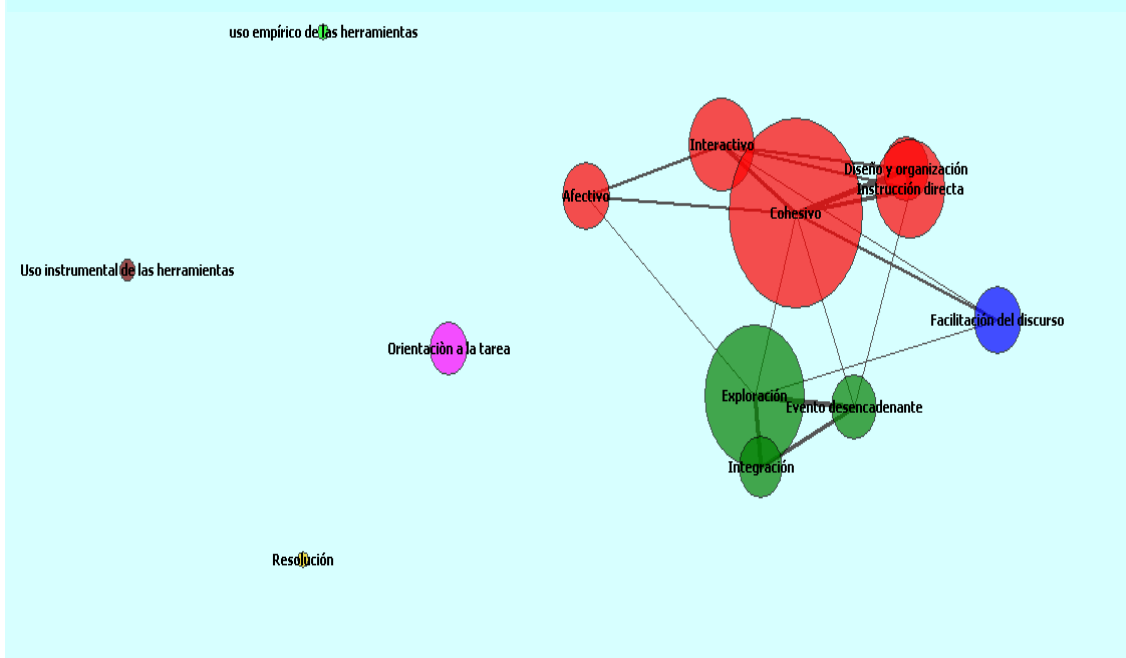 uso empírico de las herramientas
Interactivo
Diseño y organización
Instrucción directa
Afectivo
Cohesivo
Uso instrumental de las herramientas
Facilitación del discurso
Orientaciòn a la tarea
Exploración
Evento desencadenante
Integración
Resolución